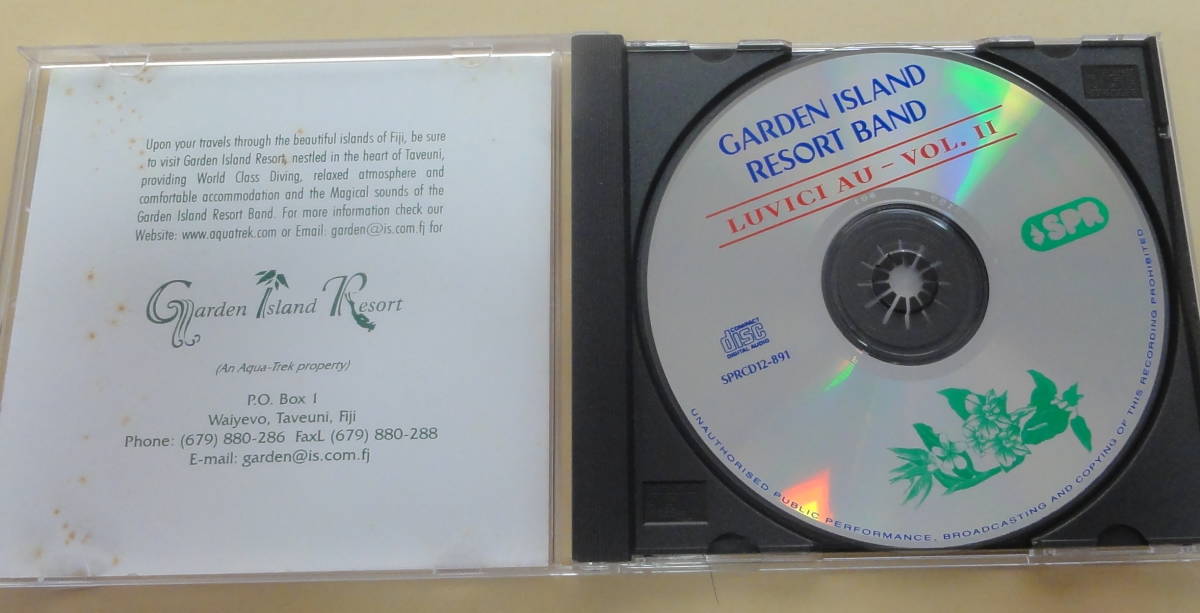 Upon your travels through the beautiful islands of Fiji, be sure
to visit Garden Island Resort, nestled in the heart of Taveuni,
providing World Class Diving, relaxed atmosphere and
comfortable accommodation and the Magical sounds of the
Garden Island Resort Band. For more information check our
Website: www.aquatrek.com or Email: garden@is.com.fj for
Garden Island Resort
(An Aqua-Trek property)
P.O. Box 1
Waiyevo, Taveuni, Fiji
Phone: (679) 880-286 FaxL (679) 880-288
E-mail: garden@is.com.fj
GARDEN ISLAND
RESORT BAND
LUVICI AU - VOL. II
SPR
COMPACT
disc
DIGITAL AUDIO
SPRCD12-891
UNAUTHORISED PUBLIC PERFORMANCE, BROADCASTING AND COPYING OF THIS RECORDING PROHIBITED